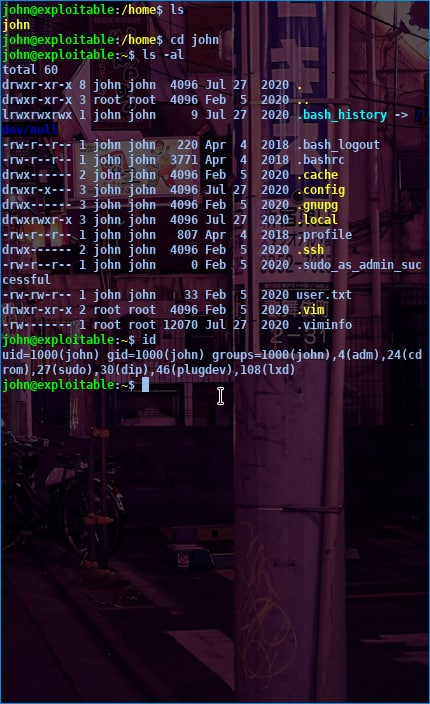 john@exploitable:/home$ ls
john
john@exploitable:/home$ cd john
john@exploitable:~$ ls -al
total 60
drwxr-xr-x 8 john john  4096 Jul 27  2020 .
drwxr-xr-x 3 root root  4096 Feb  5  2020 ..
lrwxrwxrwx 1 john john     9 Jul 27  2020 .bash_history -> /
dev/null
-rw-r--r-- 1 john john   220 Apr  4  2018 .bash_logout
-rw-r--r-- 1 john john  3771 Apr  4  2018 .bashrc
drwx------ 2 john john  4096 Feb  5  2020 .cache
drwxr-x--- 3 john john  4096 Jul 27  2020 .config
drwx------ 3 john john  4096 Feb  5  2020 .gnupg
drwxrwxr-x 3 john john  4096 Jul 27  2020 .local
-rw-r--r-- 1 john john   807 Apr  4  2018 .profile
drwx------ 2 john john  4096 Feb  5  2020 .ssh
-rw-r--r-- 1 john john     0 Feb  5  2020 .sudo_as_admin_suc
cessful
-rw-rw-r-- 1 john john    33 Feb  5  2020 user.txt
drwxr-xr-x 2 root root  4096 Feb  5  2020 .vim
-rw------- 1 root root 12070 Jul 27  2020 .viminfo
john@exploitable:~$ id
uid=1000(john) gid=1000(john) groups=1000(john),4(adm),24(cd
rom),27(sudo),30(dip),46(plugdev),108(lxd)
john@exploitable:~$